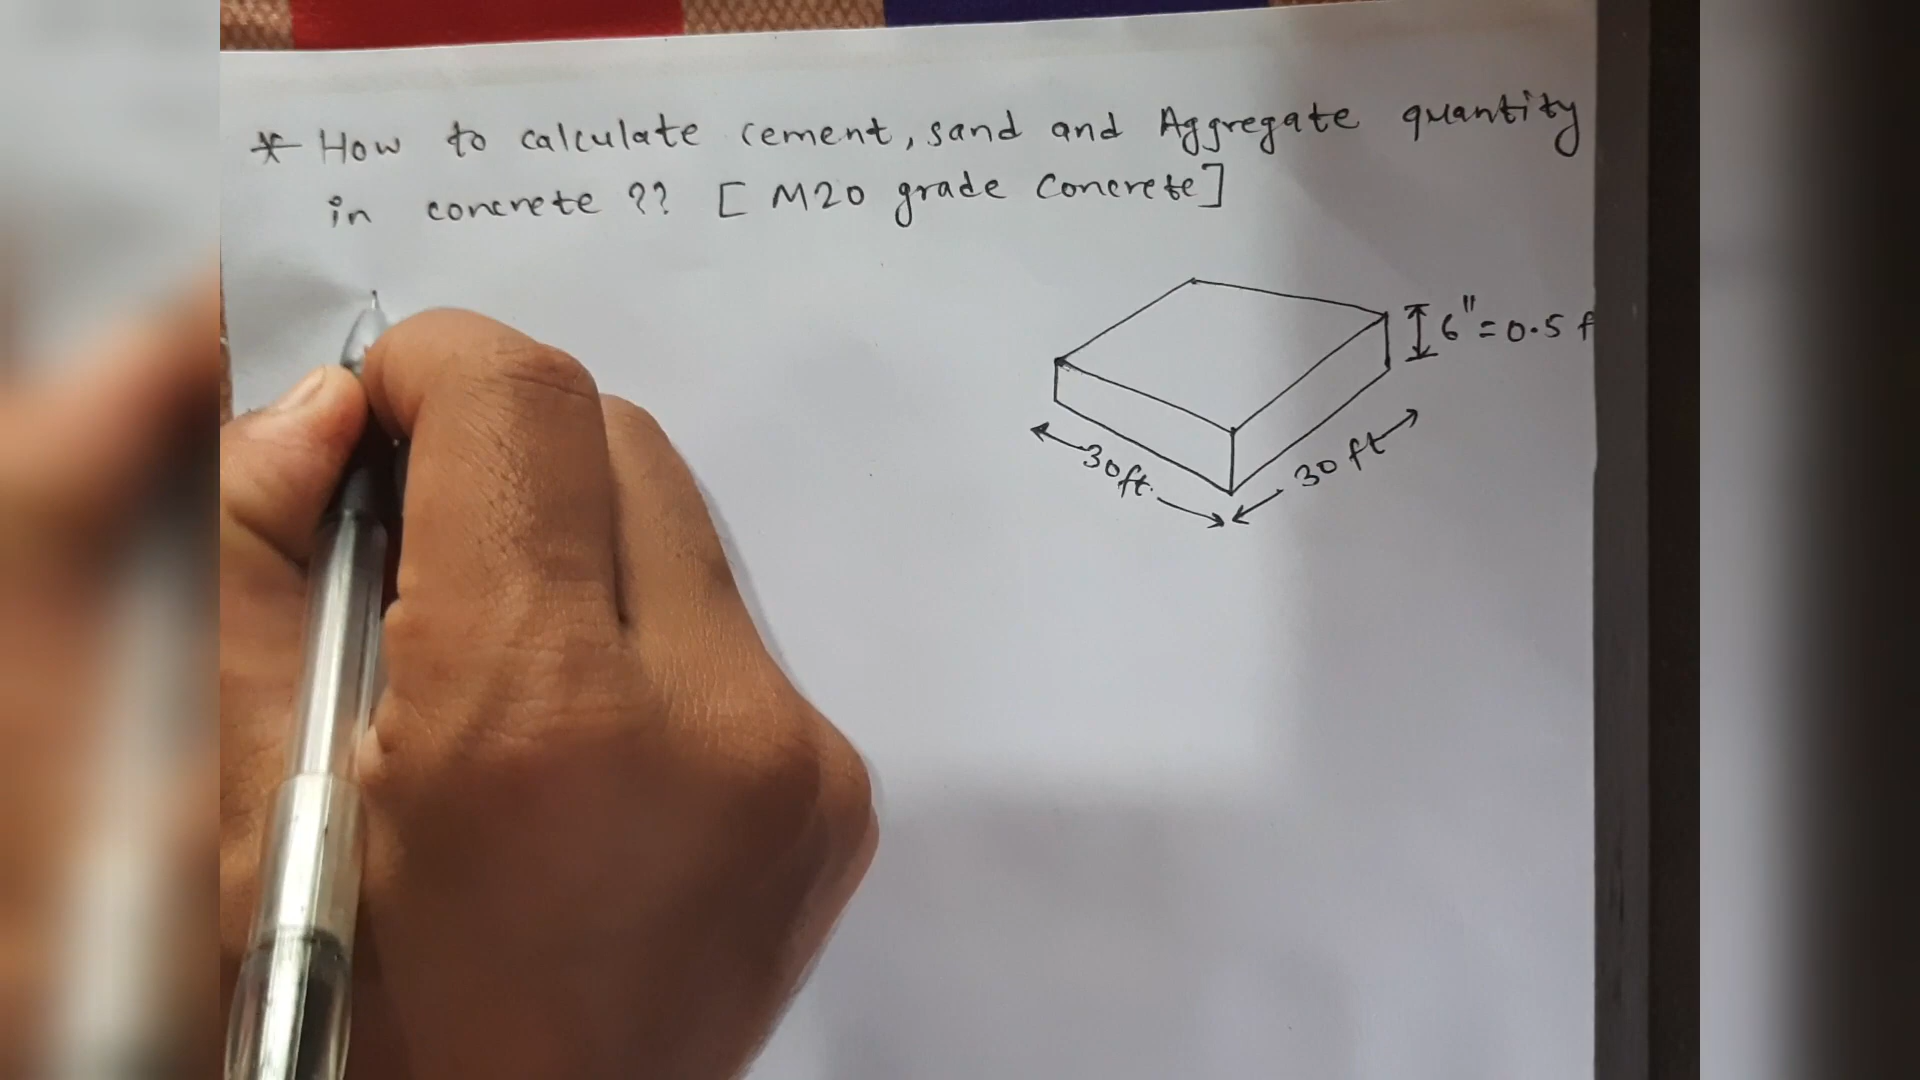 * How to calculate cement, sand and Aggregate quantity
in concrete ?? [ M20 grade Concrete]
6" = 0.5 f
30ft.
30 ft